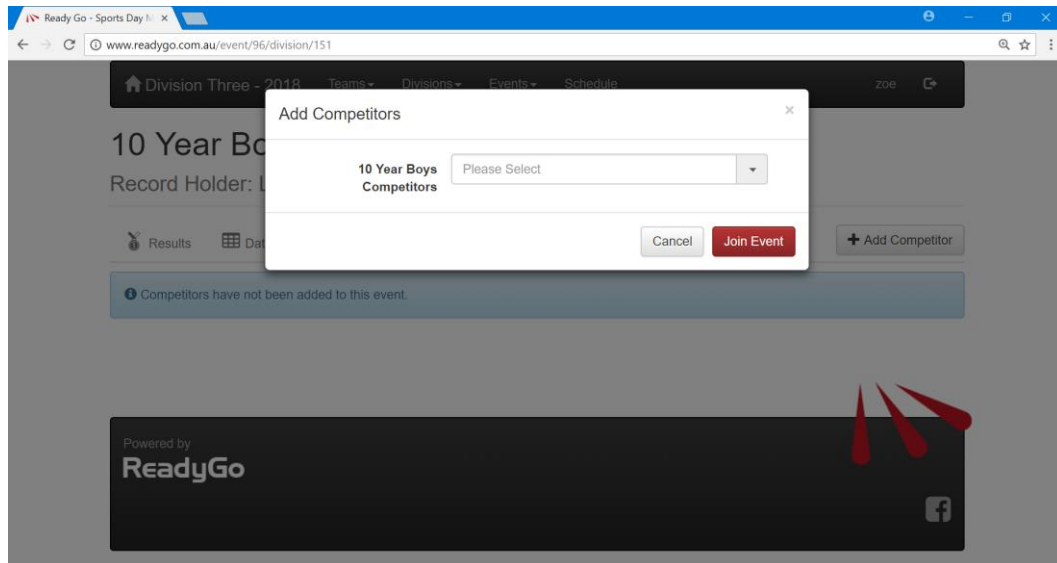 Ready Go - Sports Day M
www.readygo.com.au/event/96/division/151
Division Three - 2018 Teams Divisions Events Schedule zoe
Add Competitors
10 Year Bo
Record Holder: L
10 Year Boys
Competitors
Please Select
Results Dat
Cancel Join Event
+ Add Competitor
Competitors have not been added to this event.
Powered by
ReadyGo